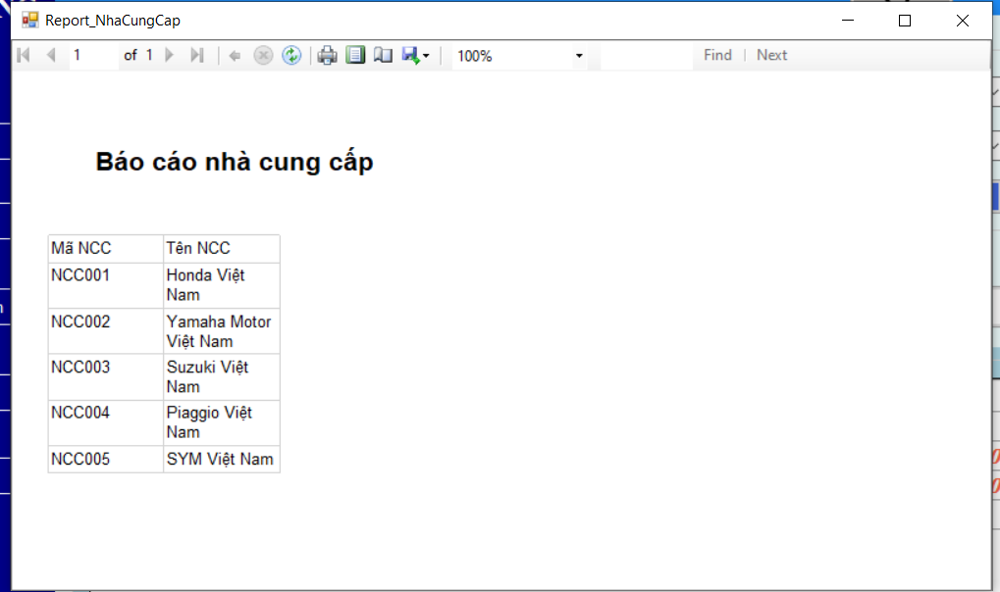 Report_NhaCungCap
1 of 1 100% Find Next
Báo cáo nhà cung cấp
Mã NCC Tên NCC
NCC001 Honda Việt
Nam
NCC002 Yamaha Motor
Việt Nam
NCC003 Suzuki Việt
Nam
NCC004 Piaggio Việt
Nam
NCC005 SYM Việt Nam